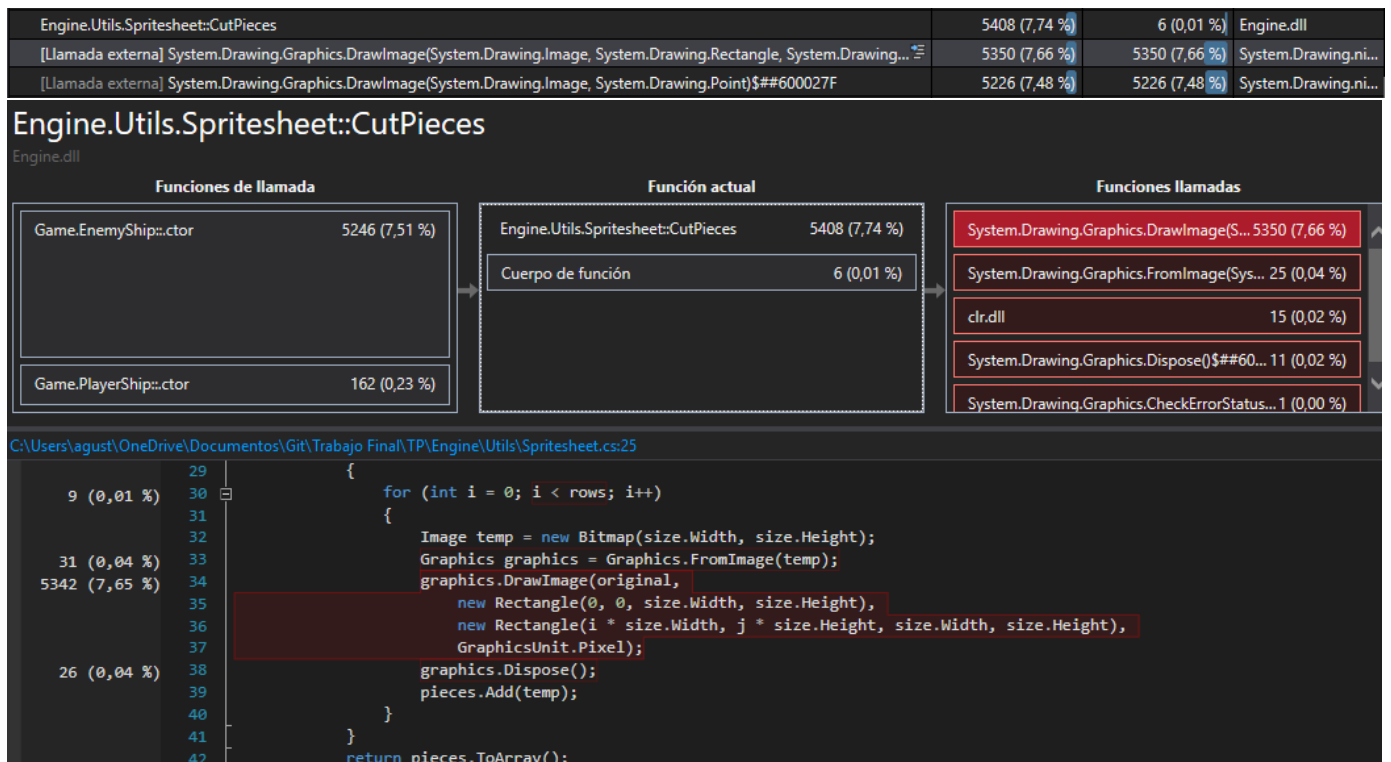 Engine.Utils.Spritesheet::CutPieces 5408 (7,74 %) 6 (0,01 %) Engine.dll
[Llamada externa] System.Drawing.Graphics.DrawImage(System.Drawing.Image, System.Drawing.Rectangle, System.Drawing... 5350 (7,66 %) 5350 (7,66 %) System.Drawing.ni...
[Llamada externa] System.Drawing.Graphics.DrawImage(System.Drawing.Image, System.Drawing.Point)$##600027F 5226 (7,48 %) 5226 (7,48 %) System.Drawing.ni...
Engine.Utils.Spritesheet::CutPieces
Engine.dll
Funciones de llamada Función actual Funciones llamadas
Game.EnemyShip::.ctor 5246 (7,51 %) Engine.Utils.Spritesheet::CutPieces 5408 (7,74 %) System.Drawing.Graphics.DrawImage(S... 5350 (7,66 %)
Cuerpo de función 6 (0,01 %) System.Drawing.Graphics.FromImage(Sys... 25 (0,04 %)
clr.dll 15 (0,02 %)
System.Drawing.Graphics.Dispose()$##60... 11 (0,02 %)
Game.PlayerShip::.ctor 162 (0,23 %) System.Drawing.Graphics.CheckErrorStatus... 1 (0,00 %)
C:\Users\agust\OneDrive\Documentos\Git\Trabajo Final\TP\Engine\Utils\Spritesheet.cs:25
29 {
9 (0,01 %) 30 for (int i = 0; i < rows; i++)
31 {
32 Image temp = new Bitmap(size.Width, size.Height);
31 (0,04 %) 33 Graphics graphics = Graphics.FromImage(temp);
5342 (7,65 %) 34 graphics.DrawImage(original,
35 new Rectangle(0, 0, size.Width, size.Height),
36 new Rectangle(i * size.Width, j * size.Height, size.Width, size.Height),
37 GraphicsUnit.Pixel);
26 (0,04 %) 38 graphics.Dispose();
39 pieces.Add(temp);
40 }
41 }
42 return pieces.ToArray();